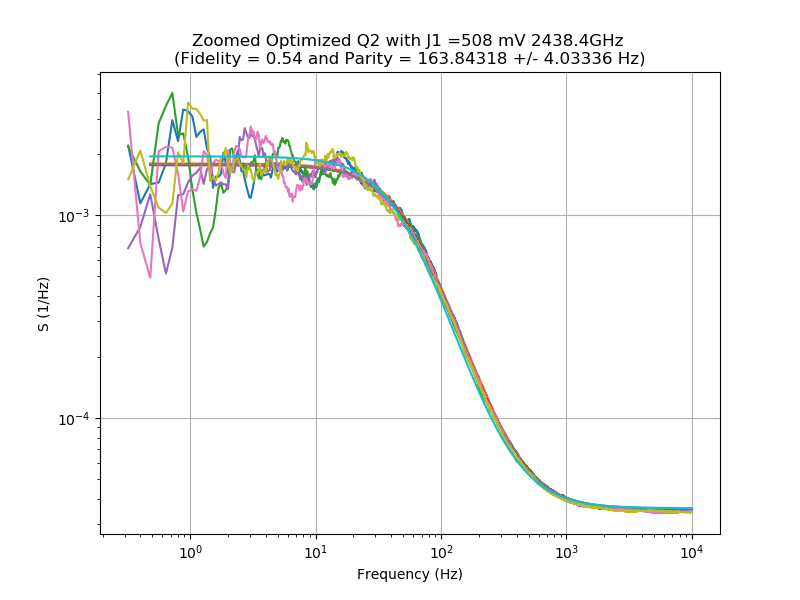 Zoomed Optimized Q2 with J1 =508 mV 2438.4GHz
(Fidelity = 0.54 and Parity = 163.84318 +/- 4.03336 Hz)
S (1/Hz)
10⁻³
10⁻⁴
10⁰ 10¹ 10² 10³ 10⁴
Frequency (Hz)